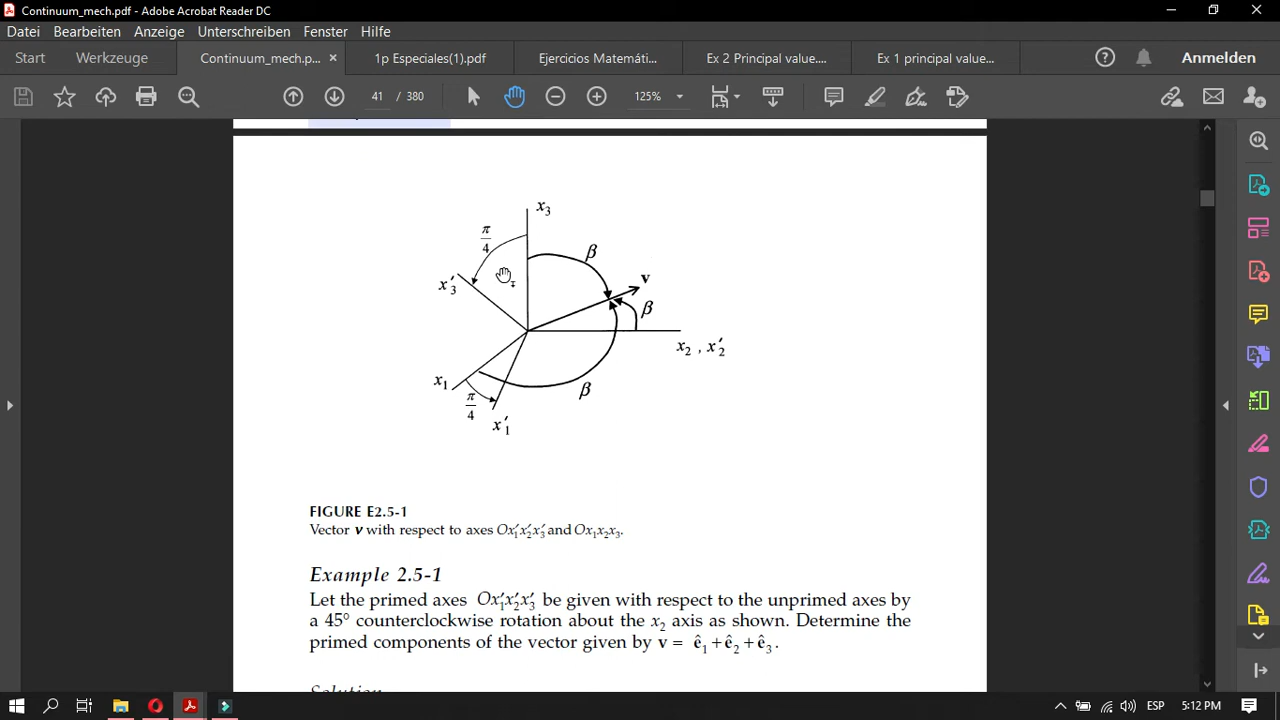 Continuum_mech.pdf - Adobe Acrobat Reader DC
Datei Bearbeiten Anzeige Unterschreiben Fenster Hilfe
Start Werkzeuge Continuum_mech.p... × 1p Especiales(1).pdf Ejercicios Matemáti... Ex 2 Principal value.... Ex 1 principal value... Anmelden
41 / 380 125%
x₃
π/4
β
x′₃
v
β
x₂ , x′₂
x₁
π/4
β
x′₁
FIGURE E2.5-1
Vector v with respect to axes Ox′₁x′₂x′₃ and Ox₁x₂x₃.
Example 2.5-1
Let the primed axes Ox′₁x′₂x′₃ be given with respect to the unprimed axes by
a 45° counterclockwise rotation about the x₂ axis as shown. Determine the
primed components of the vector given by v = ê₁ + ê₂ + ê₃.
Solution
ESP 5:12 PM